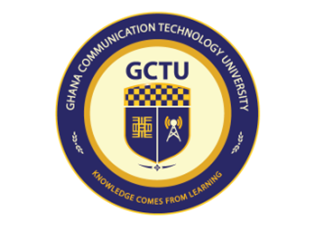 GHANA COMMUNICATION TECHNOLOGY UNIVERSITY
GCTU
KNOWLEDGE COMES FROM LEARNING